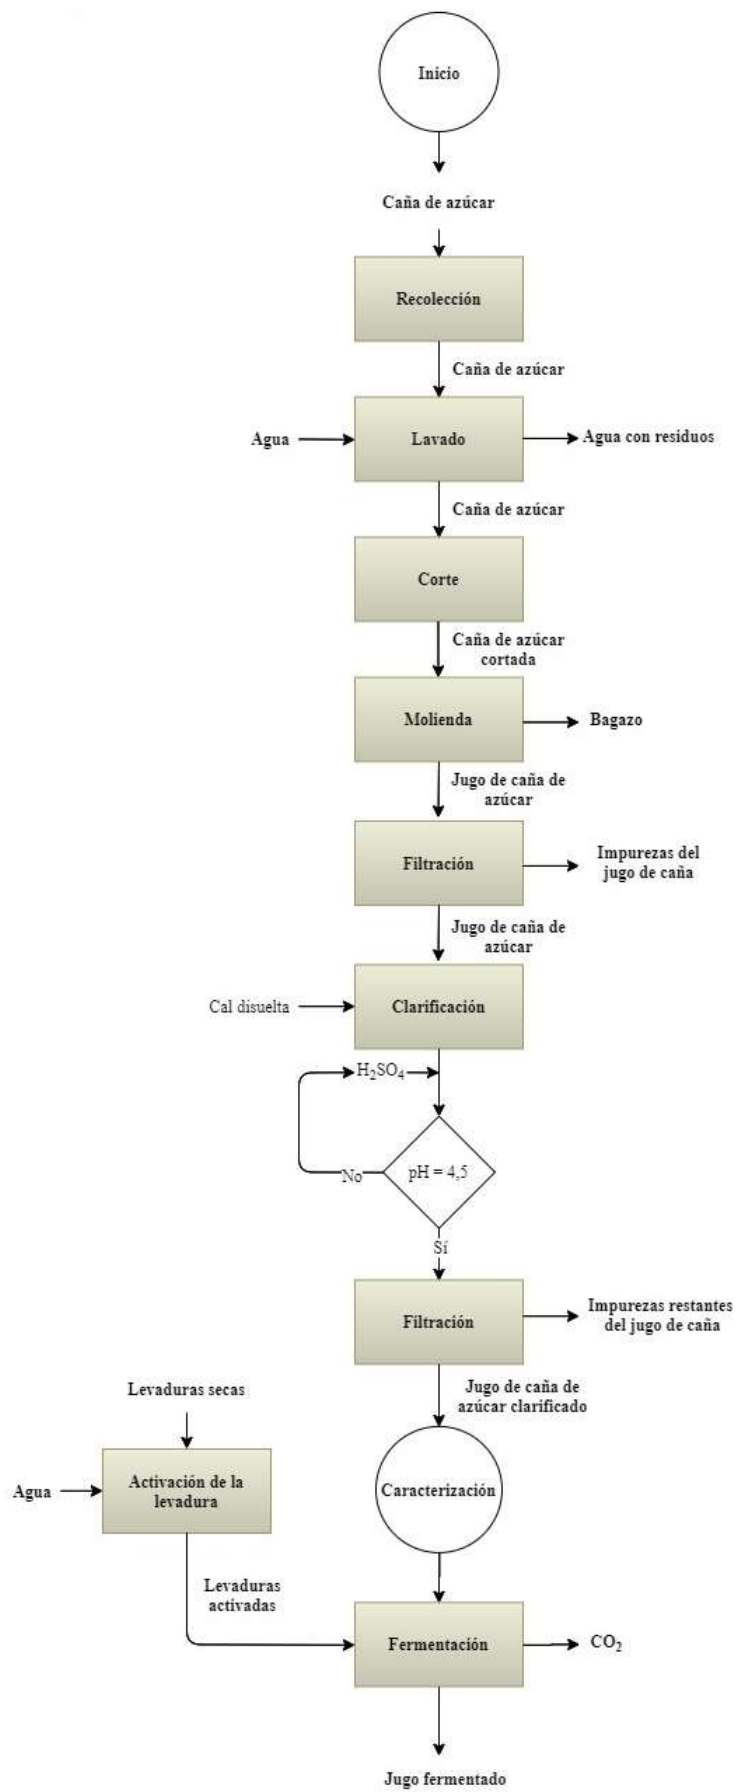 Inicio
Caña de azúcar
Recolección
Caña de azúcar
Agua
Lavado
Agua con residuos
Caña de azúcar
Corte
Caña de azúcar
cortada
Molienda
Bagazo
Jugo de caña de
azúcar
Filtración
Impurezas del
jugo de caña
Jugo de caña de
azúcar
Cal disuelta
Clarificación
H₂SO₄
No
pH = 4,5
Sí
Filtración
Impurezas restantes
del jugo de caña
Jugo de caña de
azúcar clarificado
Levaduras secas
Agua
Activación de la
levadura
Caracterización
Levaduras
activadas
Fermentación
CO₂
Jugo fermentado